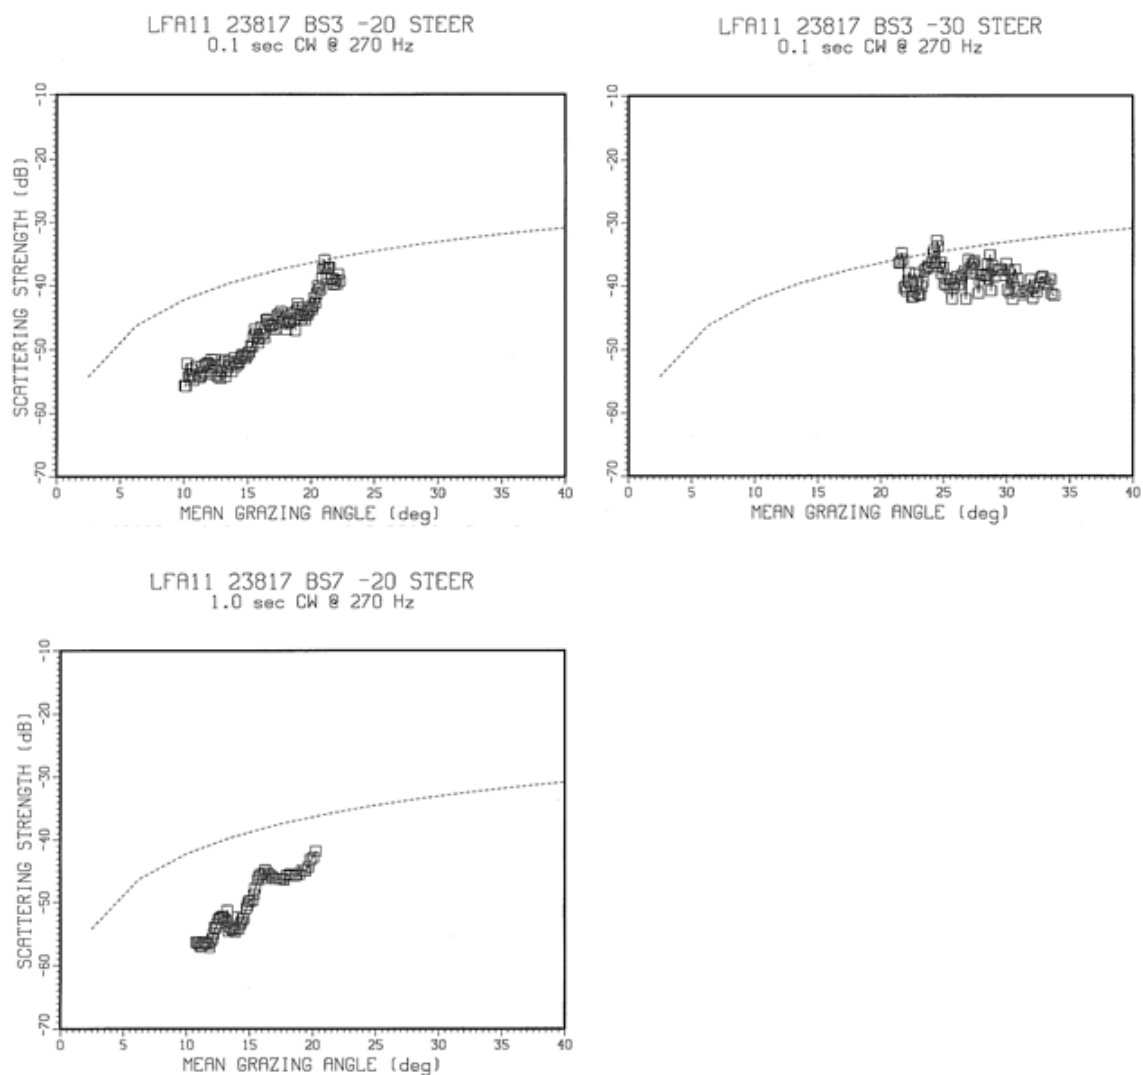 LFA11 23817 BS3 -20 STEER
0.1 sec CW @ 270 Hz
-10
-20
-30
-40
-50
-60
-70
SCATTERING STRENGTH (dB)
0 5 10 15 20 25 30 35 40
MEAN GRAZING ANGLE (deg)
LFA11 23817 BS3 -30 STEER
0.1 sec CW @ 270 Hz
-10
-20
-30
-40
-50
-60
-70
SCATTERING STRENGTH (dB)
0 5 10 15 20 25 30 35 40
MEAN GRAZING ANGLE (deg)
LFA11 23817 BS7 -20 STEER
1.0 sec CW @ 270 Hz
-10
-20
-30
-40
-50
-60
-70
SCATTERING STRENGTH (dB)
0 5 10 15 20 25 30 35 40
MEAN GRAZING ANGLE (deg)